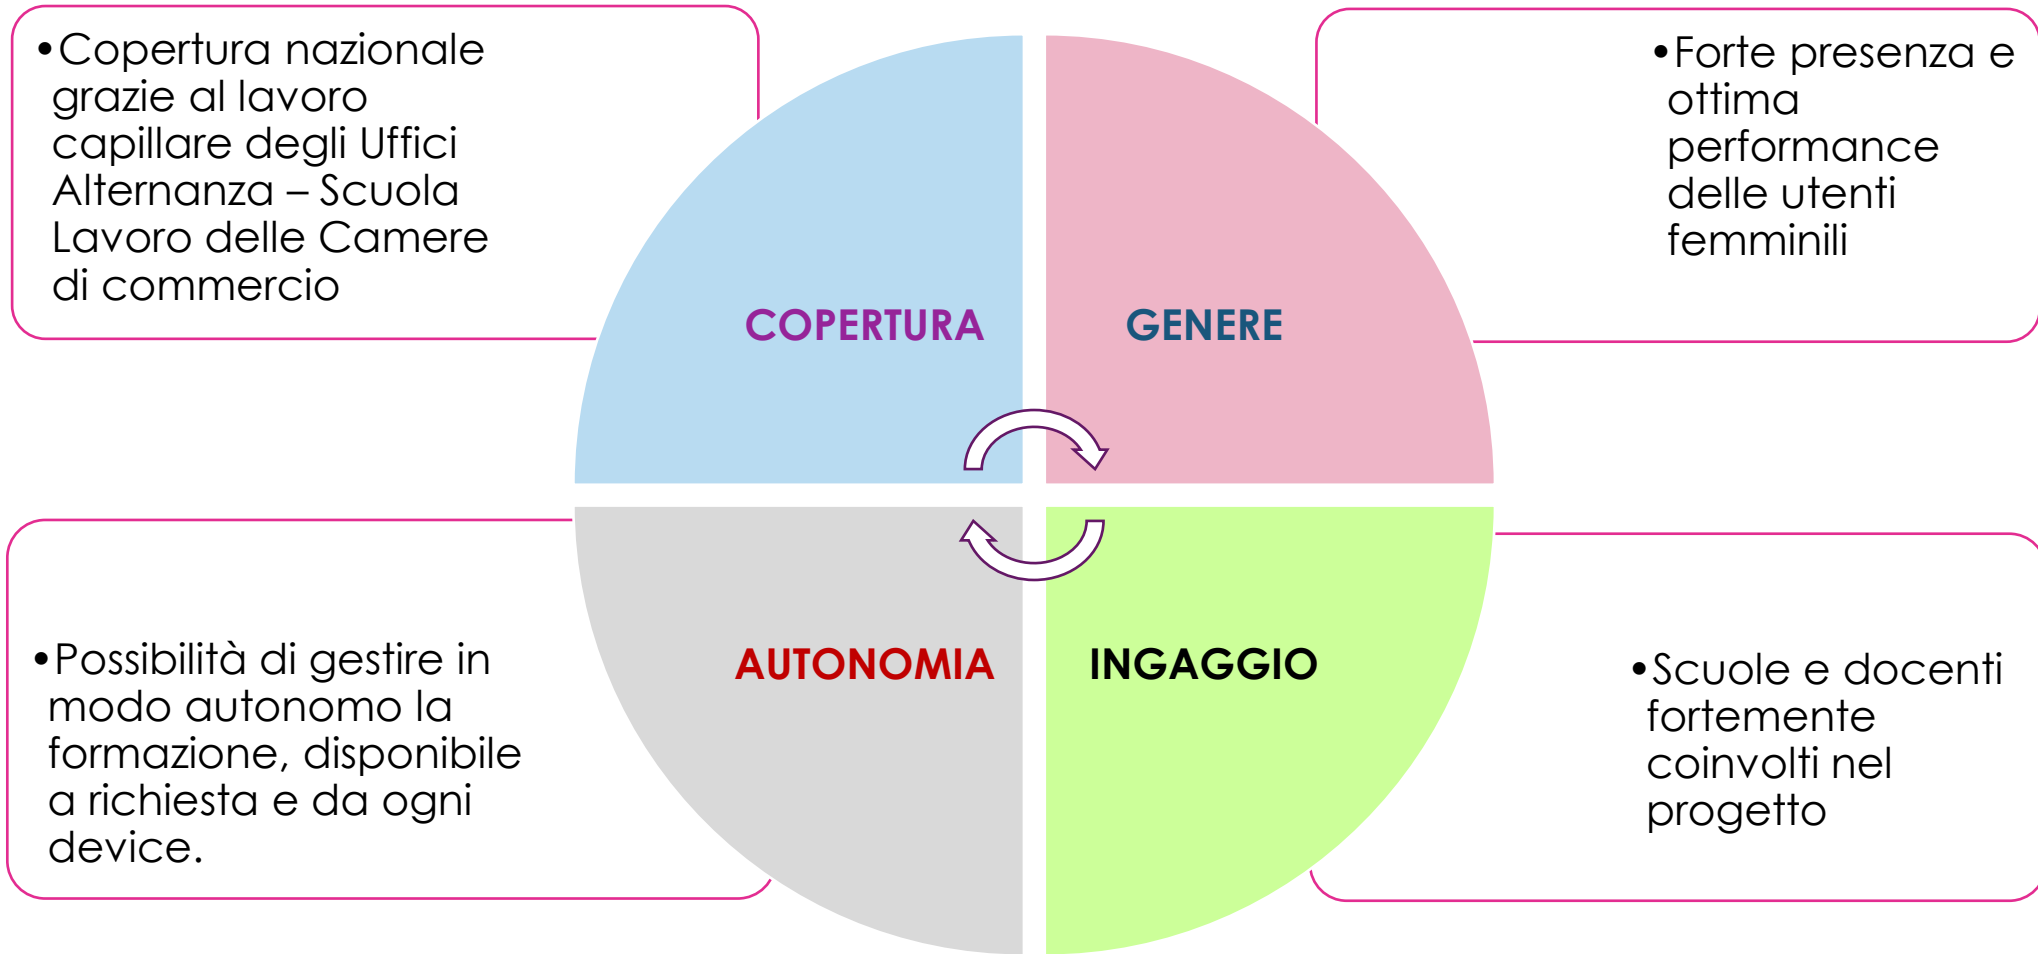 •Copertura nazionale
grazie al lavoro
capillare degli Uffici
Alternanza – Scuola
Lavoro delle Camere
di commercio
•Forte presenza e
ottima
performance
delle utenti
femminili
COPERTURA
GENERE
AUTONOMIA
INGAGGIO
•Possibilità di gestire in
modo autonomo la
formazione, disponibile
a richiesta e da ogni
device.
•Scuole e docenti
fortemente
coinvolti nel
progetto